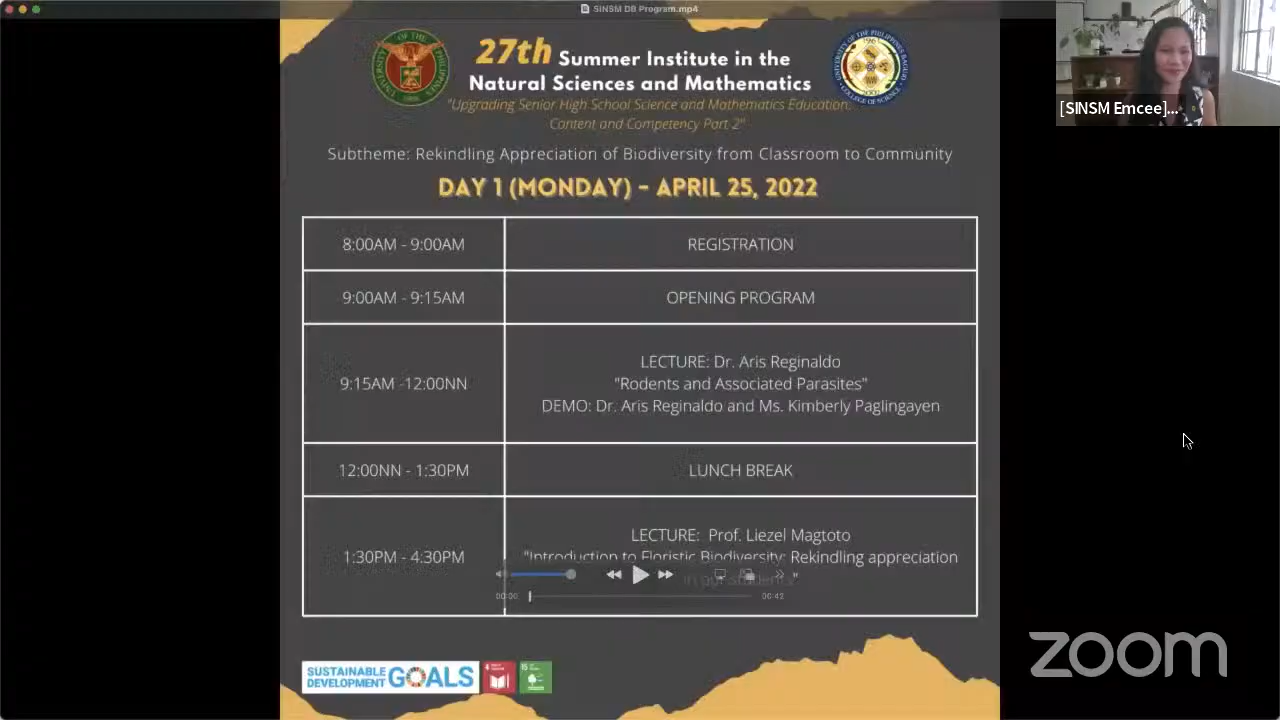 SINSM DB Program.mp4
[SINSM Emcee]...
27th Summer Institute in the
Natural Sciences and Mathematics
"Upgrading Senior High School Science and Mathematics Education:
Content and Competency Part 2"
Subtheme: Rekindling Appreciation of Biodiversity from Classroom to Community
DAY 1 (MONDAY) - APRIL 25, 2022
8:00AM - 9:00AM
REGISTRATION
9:00AM - 9:15AM
OPENING PROGRAM
9:15AM -12:00NN
LECTURE: Dr. Aris Reginaldo
"Rodents and Associated Parasites"
DEMO: Dr. Aris Reginaldo and Ms. Kimberly Paglingayen
12:00NN - 1:30PM
LUNCH BREAK
1:30PM - 4:30PM
LECTURE: Prof. Liezel Magtoto
"Introduction to Floristic Biodiversity: Rekindling appreciation
in our students"
00:00
00:42
SUSTAINABLE
DEVELOPMENT
GOALS
zoom